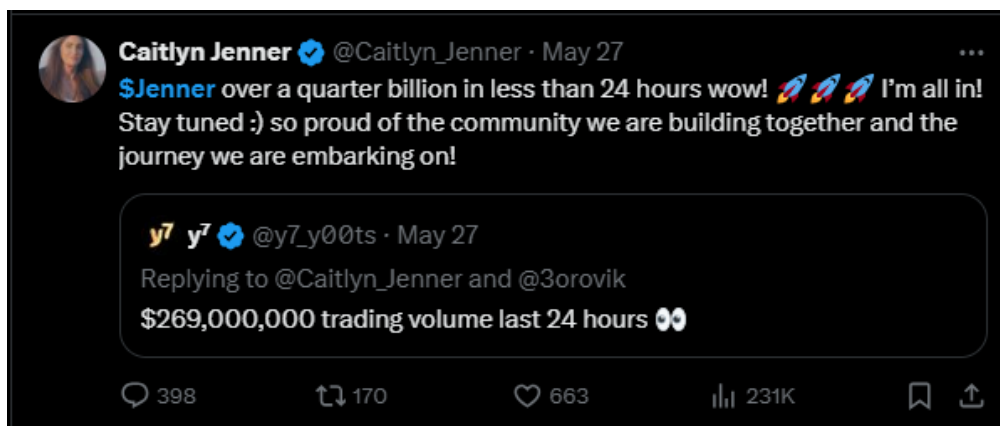 Caitlyn Jenner @Caitlyn_Jenner · May 27
$Jenner over a quarter billion in less than 24 hours wow! 🚀🚀🚀 I'm all in!
Stay tuned :) so proud of the community we are building together and the
journey we are embarking on!
y⁷ y⁷ @y7_y00ts · May 27
Replying to @Caitlyn_Jenner and @3orovik
$269,000,000 trading volume last 24 hours 👀
398 170 663 231K